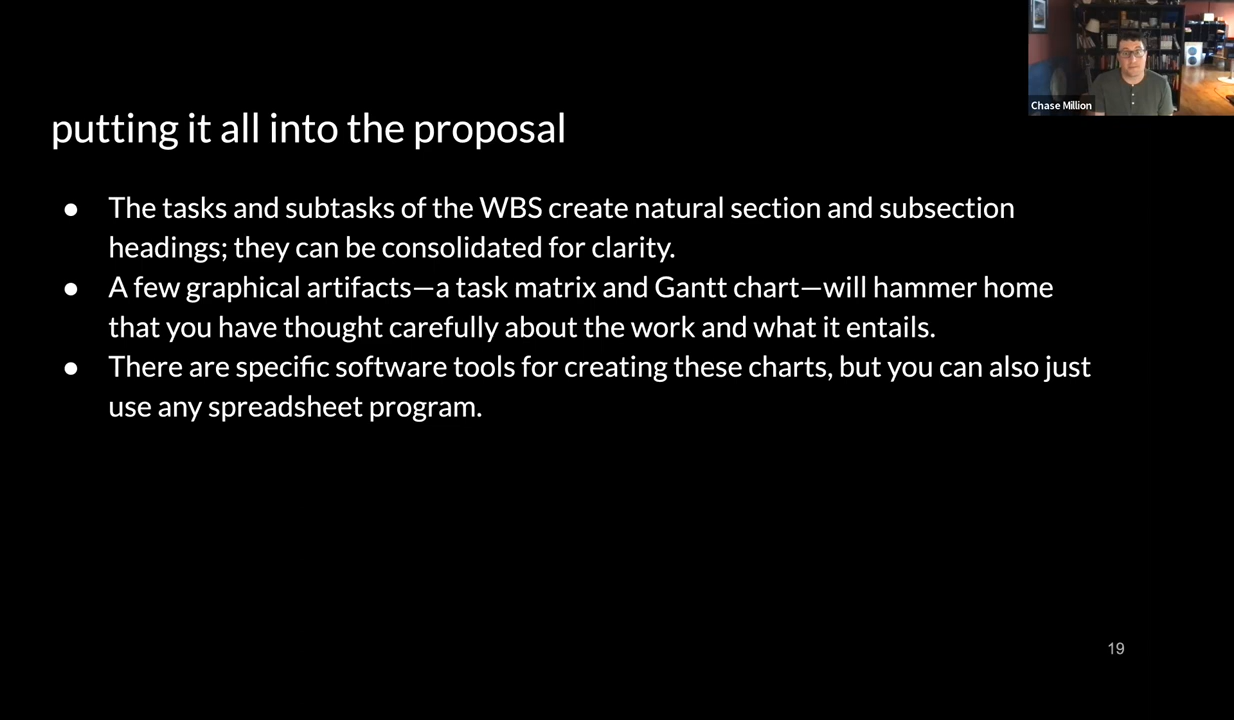 Chase Million
putting it all into the proposal
● The tasks and subtasks of the WBS create natural section and subsection
headings; they can be consolidated for clarity.
● A few graphical artifacts—a task matrix and Gantt chart—will hammer home
that you have thought carefully about the work and what it entails.
● There are specific software tools for creating these charts, but you can also just
use any spreadsheet program.
19